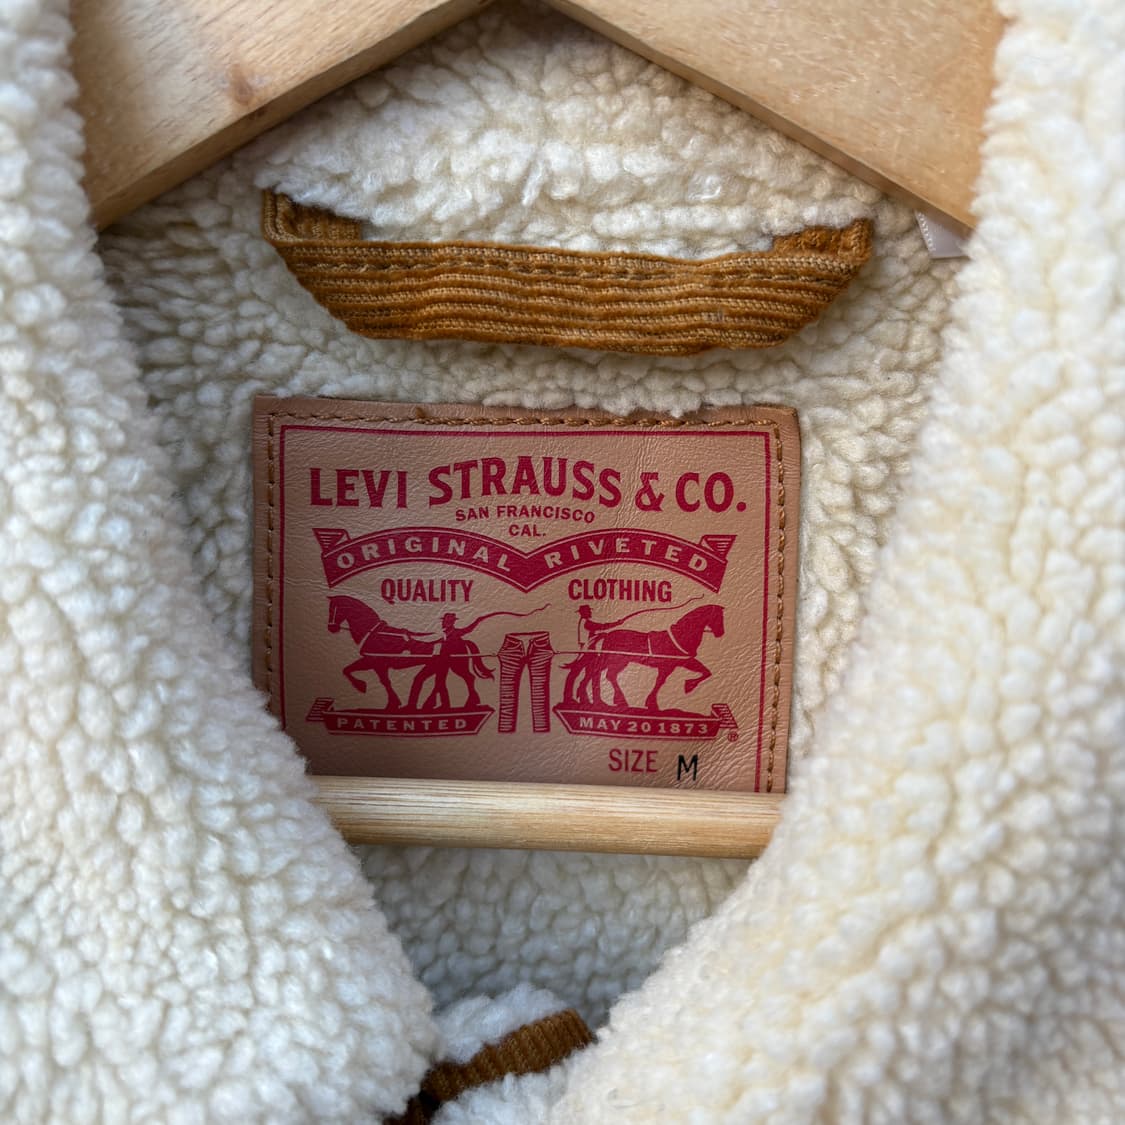 LEVI STRAUSS & CO.
SAN FRANCISCO
CAL.
ORIGINAL RIVETED
QUALITY CLOTHING
PATENTED MAY 20 1873 ®
SIZE M